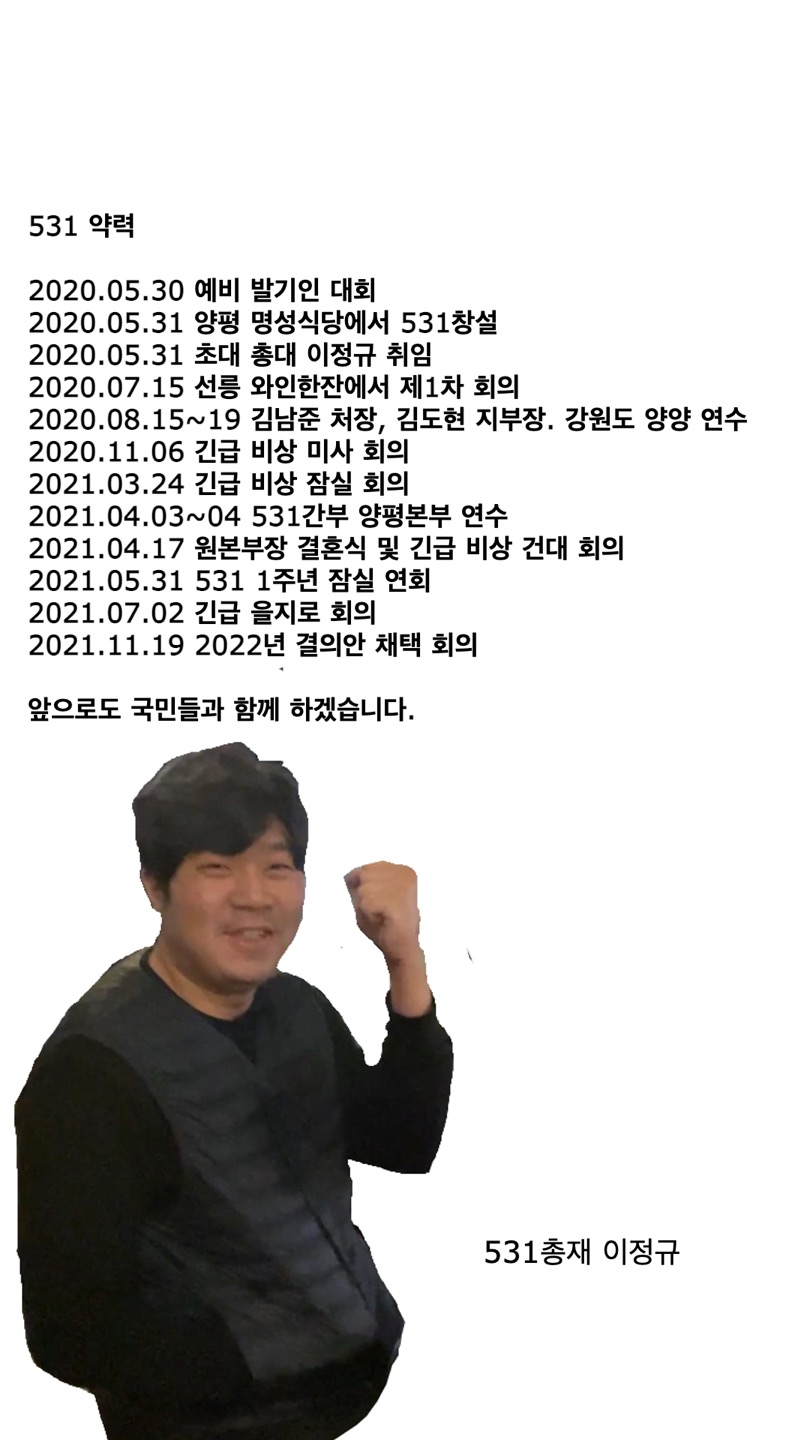 531 약력
2020.05.30 예비 발기인 대회
2020.05.31 양평 명성식당에서 531창설
2020.05.31 초대 총대 이정규 취임
2020.07.15 선릉 와인한잔에서 제1차 회의
2020.08.15~19 김남준 처장, 김도현 지부장. 강원도 양양 연수
2020.11.06 긴급 비상 미사 회의
2021.03.24 긴급 비상 잠실 회의
2021.04.03~04 531간부 양평본부 연수
2021.04.17 원본부장 결혼식 및 긴급 비상 건대 회의
2021.05.31 531 1주년 잠실 연회
2021.07.02 긴급 을지로 회의
2021.11.19 2022년 결의안 채택 회의
앞으로도 국민들과 함께 하겠습니다.
531총재 이정규